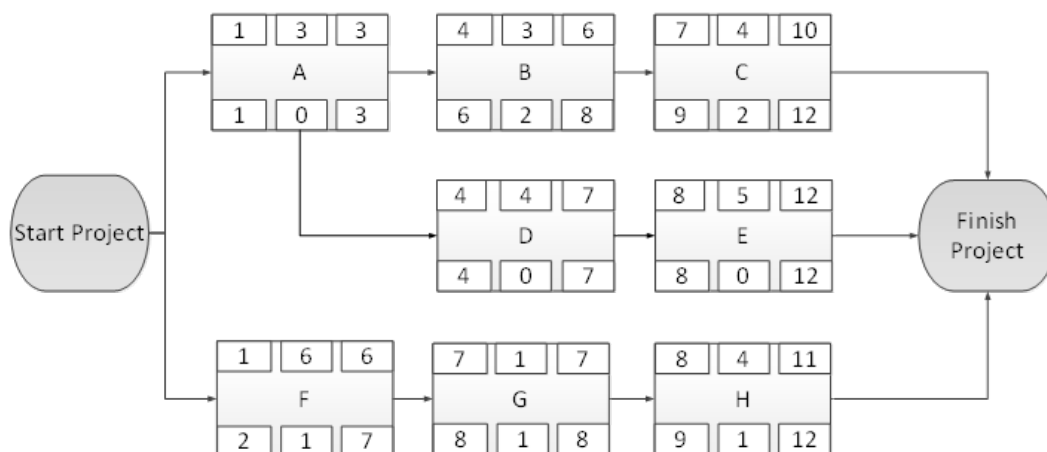 1 3 3
A
1 0 3
4 3 6
B
6 2 8
7 4 10
C
9 2 12
Start Project
4 4 7
D
4 0 7
8 5 12
E
8 0 12
Finish
Project
1 6 6
F
2 1 7
7 1 7
G
8 1 8
8 4 11
H
9 1 12